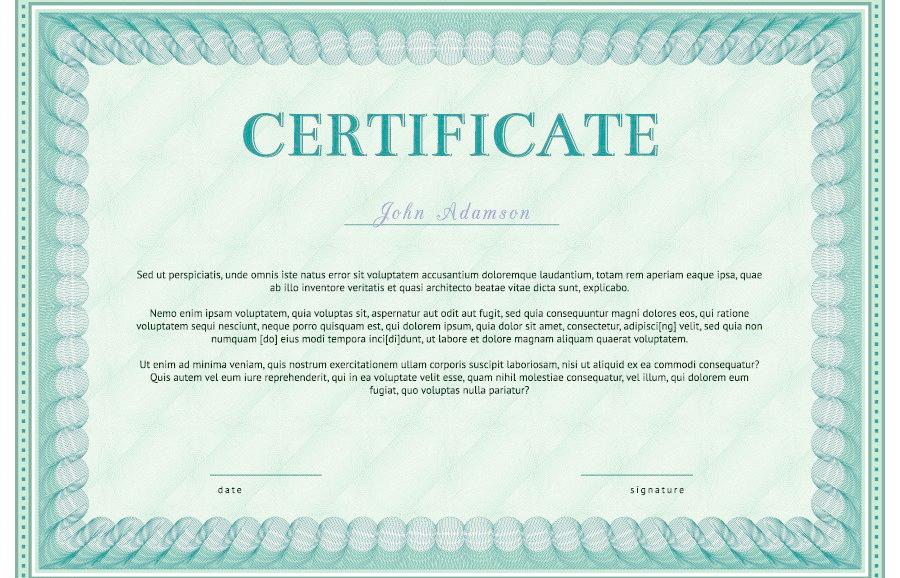 CERTIFICATE
John Adamson
Sed ut perspiciatis, unde omnis iste natus error sit voluptatem accusantium doloremque laudantium, totam rem aperiam eaque ipsa, quae
ab illo inventore veritatis et quasi architecto beatae vitae dicta sunt, explicabo.
Nemo enim ipsam voluptatem, quia voluptas sit, aspernatur aut odit aut fugit, sed quia consequuntur magni dolores eos, qui ratione
voluptatem sequi nesciunt, neque porro quisquam est, qui dolorem ipsum, quia dolor sit amet, consectetur, adipisci[ng] velit, sed quia non
numquam [do] eius modi tempora inci[di]dunt, ut labore et dolore magnam aliquam quaerat voluptatem.
Ut enim ad minima veniam, quis nostrum exercitationem ullam corporis suscipit laboriosam, nisi ut aliquid ex ea commodi consequatur?
Quis autem vel eum iure reprehenderit, qui in ea voluptate velit esse, quam nihil molestiae consequatur, vel illum, qui dolorem eum
fugiat, quo voluptas nulla pariatur?
date
signature